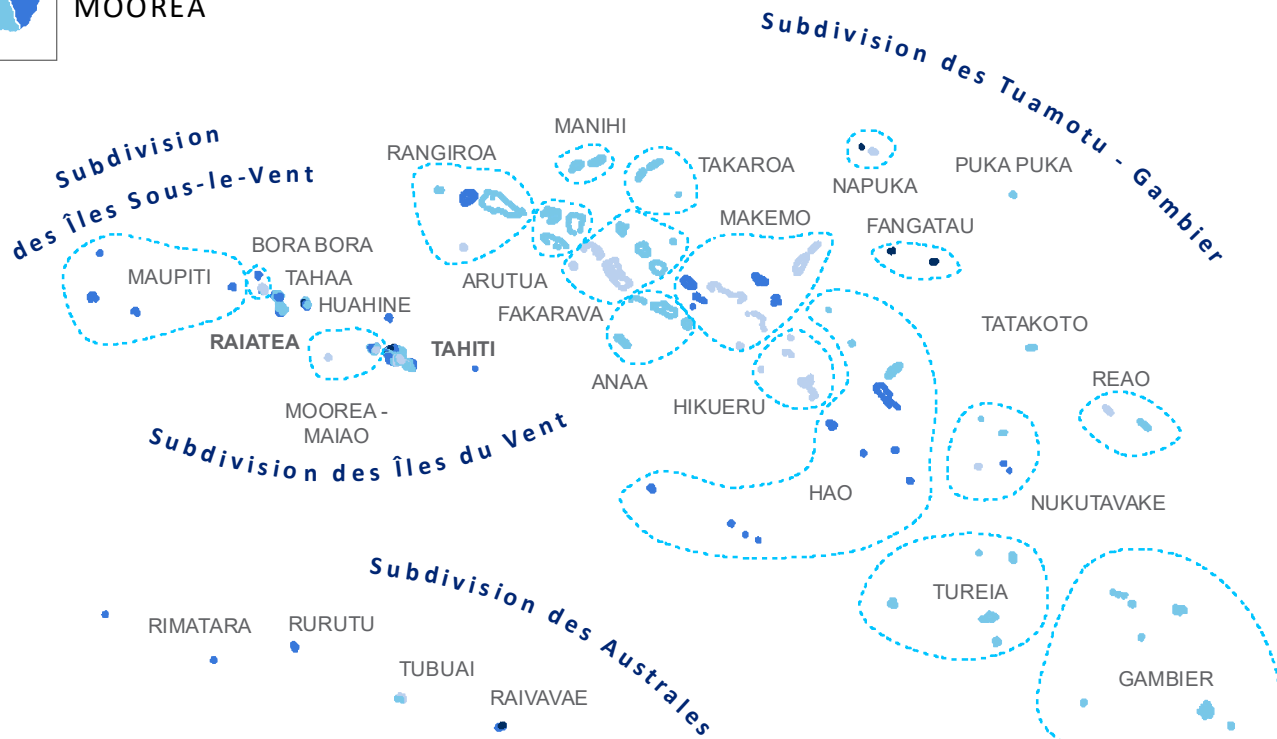 MOOREA
Subdivision des Tuamotu - Gambier
Subdivision
des Îles Sous-le-Vent
MANIHI
RANGIROA
TAKAROA
NAPUKA
PUKA PUKA
MAKEMO
FANGATAU
BORA BORA
MAUPITI
TAHAA
ARUTUA
HUAHINE
FAKARAVA
RAIATEA
TAHITI
TATAKOTO
ANAA
REAO
HIKUERU
MOOREA -
MAIAO
Subdivision des Îles du Vent
HAO
NUKUTAVAKE
Subdivision des Australes
TUREIA
RIMATARA
RURUTU
TUBUAI
GAMBIER
RAIVAVAE